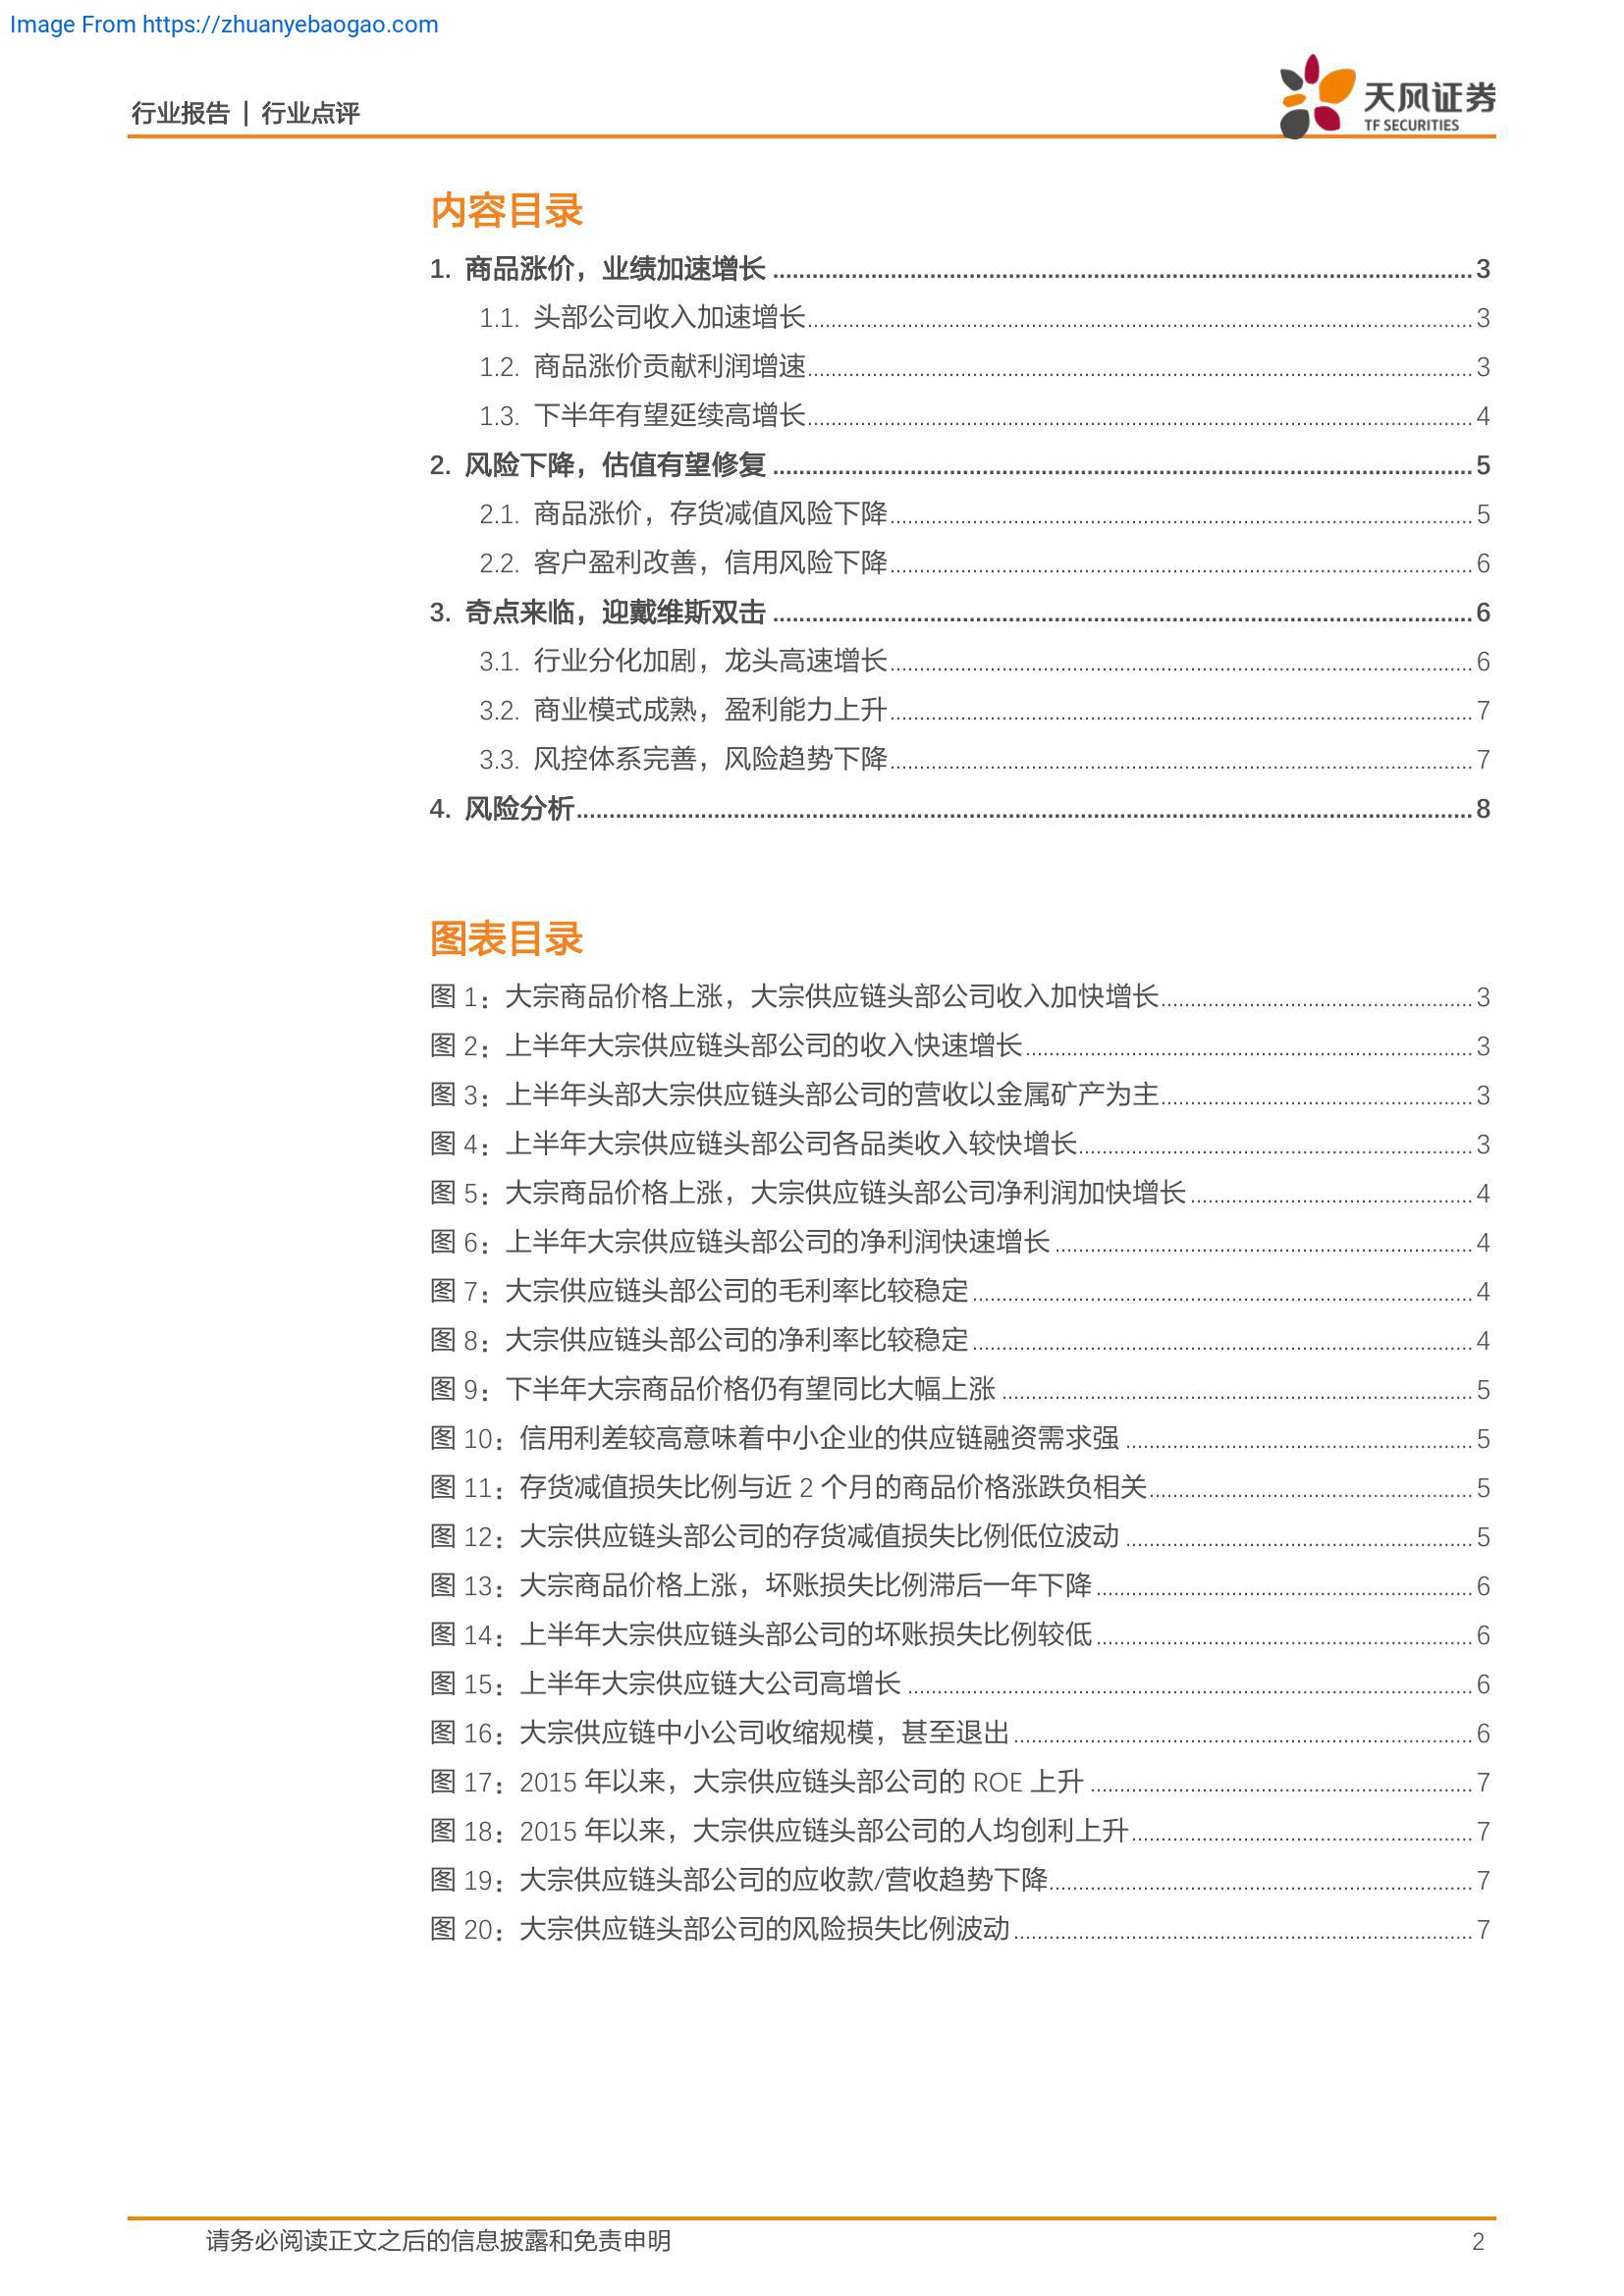 Image From https://zhuanyebaogao.com
行业报告 | 行业点评
天风证券
TF SECURITIES
内容目录
1. 商品涨价，业绩加速增长 3
1.1. 头部公司收入加速增长 3
1.2. 商品涨价贡献利润增速 3
1.3. 下半年有望延续高增长 4
2. 风险下降，估值有望修复 5
2.1. 商品涨价，存货减值风险下降 5
2.2. 客户盈利改善，信用风险下降 6
3. 奇点来临，迎戴维斯双击 6
3.1. 行业分化加剧，龙头高速增长 6
3.2. 商业模式成熟，盈利能力上升 7
3.3. 风控体系完善，风险趋势下降 7
4. 风险分析 8
图表目录
图 1：大宗商品价格上涨，大宗供应链头部公司收入加快增长 3
图 2：上半年大宗供应链头部公司的收入快速增长 3
图 3：上半年头部大宗供应链头部公司的营收以金属矿产为主 3
图 4：上半年大宗供应链头部公司各品类收入较快增长 3
图 5：大宗商品价格上涨，大宗供应链头部公司净利润加快增长 4
图 6：上半年大宗供应链头部公司的净利润快速增长 4
图 7：大宗供应链头部公司的毛利率比较稳定 4
图 8：大宗供应链头部公司的净利率比较稳定 4
图 9：下半年大宗商品价格仍有望同比大幅上涨 5
图 10：信用利差较高意味着中小企业的供应链融资需求强 5
图 11：存货减值损失比例与近 2 个月的商品价格涨跌负相关 5
图 12：大宗供应链头部公司的存货减值损失比例低位波动 5
图 13：大宗商品价格上涨，坏账损失比例滞后一年下降 6
图 14：上半年大宗供应链头部公司的坏账损失比例较低 6
图 15：上半年大宗供应链大公司高增长 6
图 16：大宗供应链中小公司收缩规模，甚至退出 6
图 17：2015 年以来，大宗供应链头部公司的 ROE 上升 7
图 18：2015 年以来，大宗供应链头部公司的人均创利上升 7
图 19：大宗供应链头部公司的应收款/营收趋势下降 7
图 20：大宗供应链头部公司的风险损失比例波动 7
请务必阅读正文之后的信息披露和免责申明 2